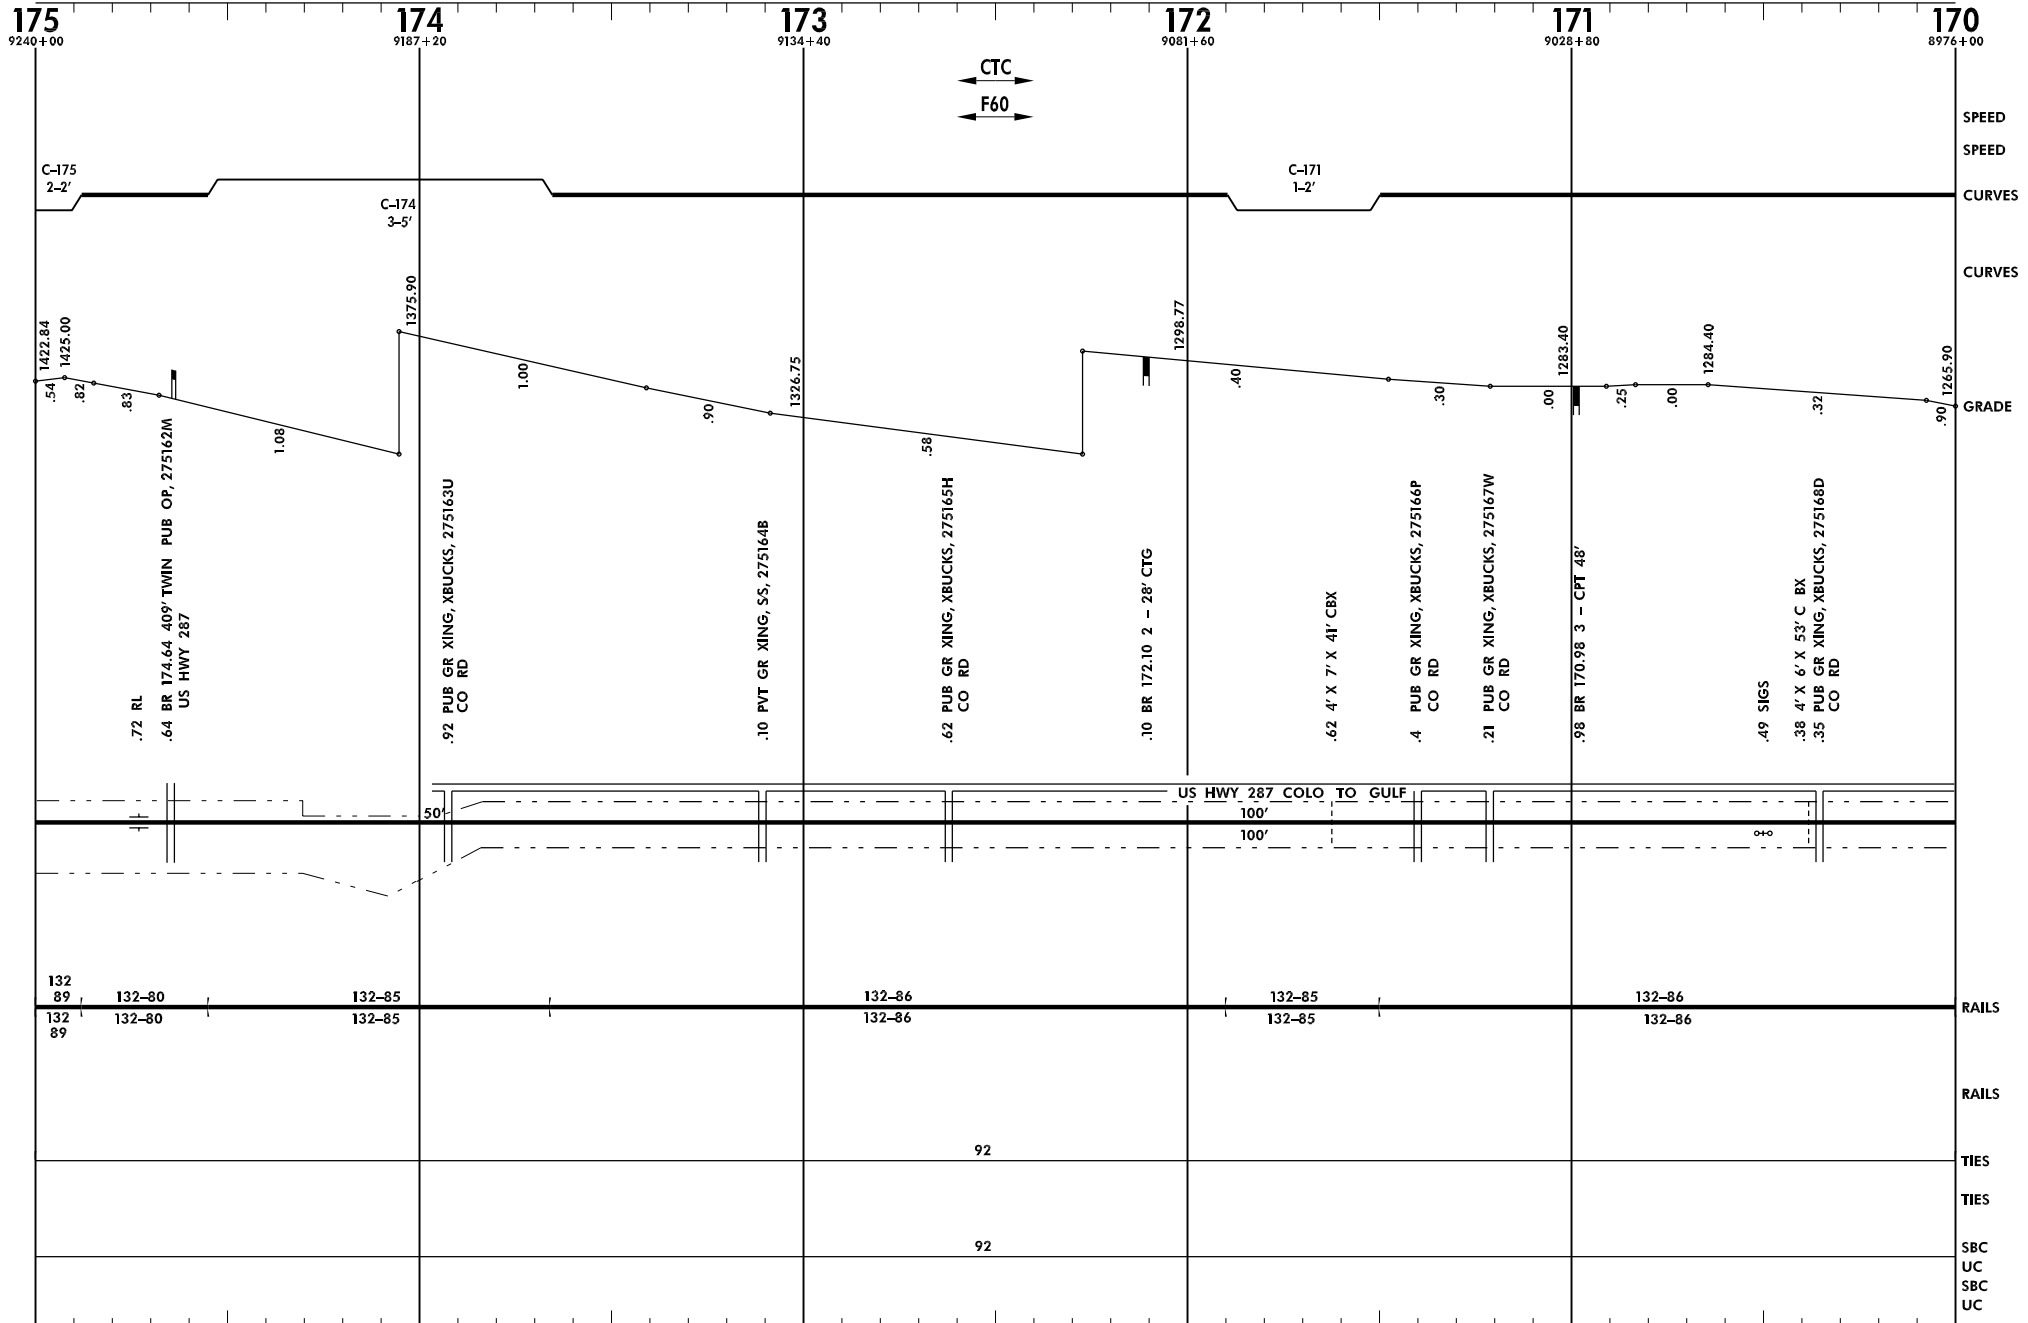 175 174 173 172 171 170
9240+00 9187+20 9134+40 9081+60 9028+80 8976+00
CTC
F60
SPEED
SPEED
C–175
2–2'
C–174
3–5'
C–171
1–2'
CURVES
CURVES
1422.84
1425.00
1375.90
1326.75
1298.77
1283.40
1284.40
1265.90
.54
.82
.83
1.08
1.00
.90
.58
.40
.30
.00
.25
.00
.32
.90
GRADE
.72 RL
.64 BR 174.64 409' TWIN PUB OP, 275162M
US HWY 287
.92 PUB GR XING, XBUCKS, 275163U
CO RD
.10 PVT GR XING, S/S, 275164B
.62 PUB GR XING, XBUCKS, 275165H
CO RD
.10 BR 172.10 2 – 28' CTG
.62 4' X 7' X 41' CBX
.4 PUB GR XING, XBUCKS, 275166P
CO RD
.21 PUB GR XING, XBUCKS, 275167W
CO RD
.98 BR 170.98 3 – CPT 48'
.49 SIGS
.38 4' X 6' X 53' C BX
.35 PUB GR XING, XBUCKS, 275168D
CO RD
US HWY 287 COLO TO GULF
50'
100'
100'
132
89
132–80
132–85
132–86
132–85
132–86
RAILS
132
89
132–80
132–85
132–86
132–85
132–86
RAILS
92
TIES
TIES
92
SBC
UC
SBC
UC